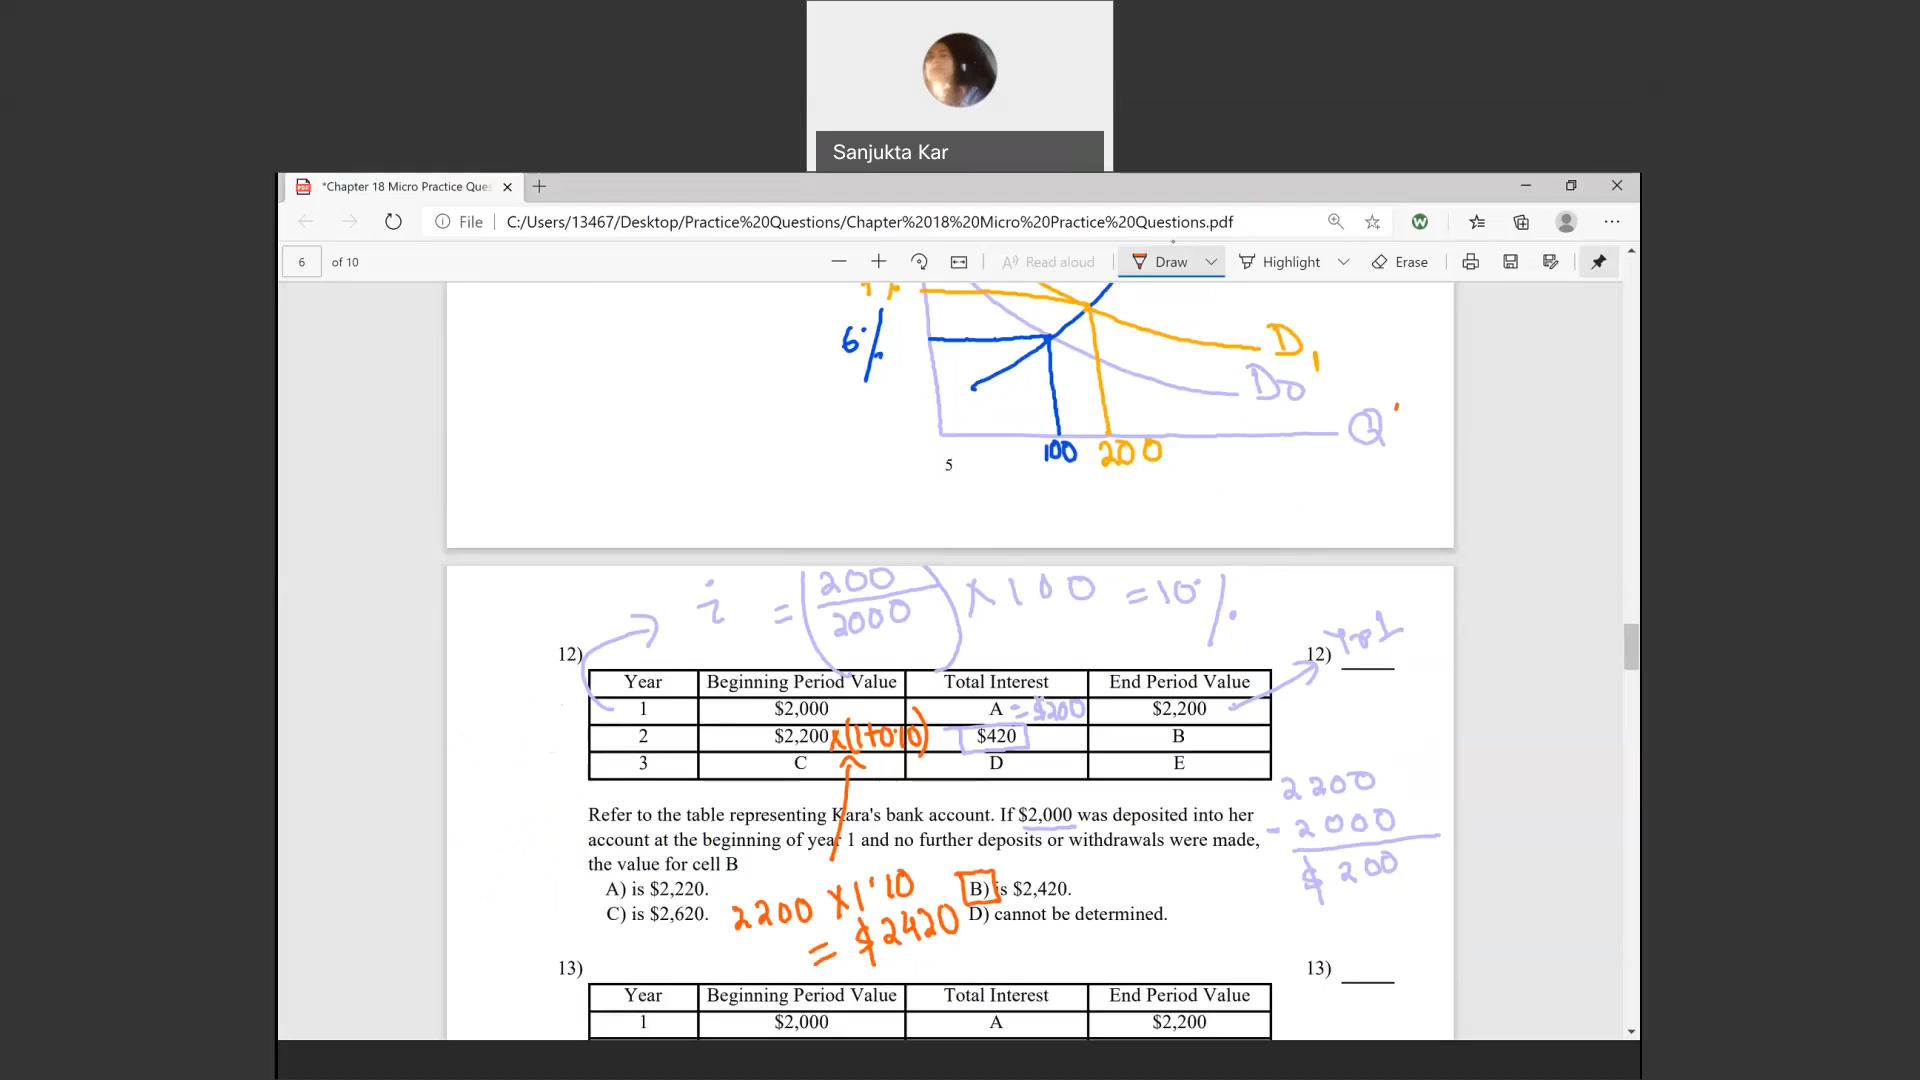 Sanjukta Kar
*Chapter 18 Micro Practice Ques
File C:/Users/13467/Desktop/Practice%20Questions/Chapter%2018%20Micro%20Practice%20Questions.pdf
6 of 10
Read aloud Draw Highlight Erase
6%
D1
D0
Q
100 200
5
i = (200/2000) × 100 = 10%
Yr 1
12) 12)
Year Beginning Period Value Total Interest End Period Value
1 $2,000 A = $200 $2,200
2 $2,200 ×(1+0.10) $420 B
3 C D E
2200
- 2000
$ 200
Refer to the table representing Kara's bank account. If $2,000 was deposited into her
account at the beginning of year 1 and no further deposits or withdrawals were made,
the value for cell B
A) is $2,220. B) is $2,420.
C) is $2,620. D) cannot be determined.
2200 ×1.10
= $2420
13) 13)
Year Beginning Period Value Total Interest End Period Value
1 $2,000 A $2,200